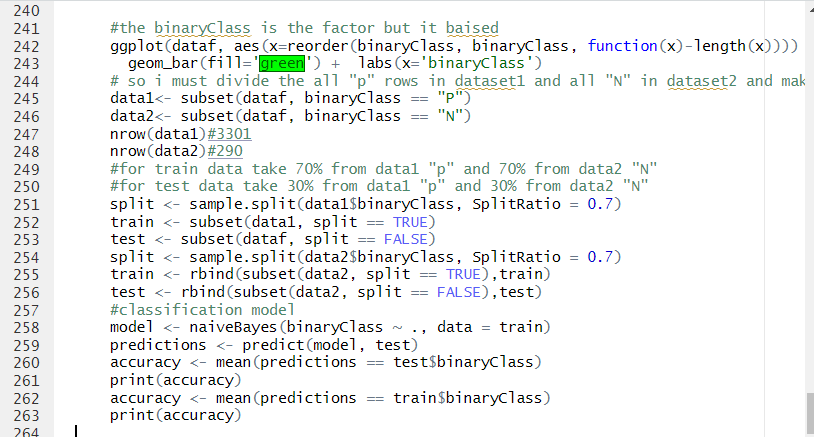 240
241 #the binaryClass is the factor but it baised
242 ggplot(dataf, aes(x=reorder(binaryClass, binaryClass, function(x)-length(x))))
243 geom_bar(fill='green') + labs(x='binaryClass')
244 # so i must divide the all "p" rows in dataset1 and all "N" in dataset2 and mak
245 data1<- subset(dataf, binaryClass == "P")
246 data2<- subset(dataf, binaryClass == "N")
247 nrow(data1)#3301
248 nrow(data2)#290
249 #for train data take 70% from data1 "p" and 70% from data2 "N"
250 #for test data take 30% from data1 "p" and 30% from data2 "N"
251 split <- sample.split(data1$binaryClass, SplitRatio = 0.7)
252 train <- subset(data1, split == TRUE)
253 test <- subset(dataf, split == FALSE)
254 split <- sample.split(data2$binaryClass, SplitRatio = 0.7)
255 train <- rbind(subset(data2, split == TRUE),train)
256 test <- rbind(subset(data2, split == FALSE),test)
257 #classification model
258 model <- naiveBayes(binaryClass ~ ., data = train)
259 predictions <- predict(model, test)
260 accuracy <- mean(predictions == test$binaryClass)
261 print(accuracy)
262 accuracy <- mean(predictions == train$binaryClass)
263 print(accuracy)
264